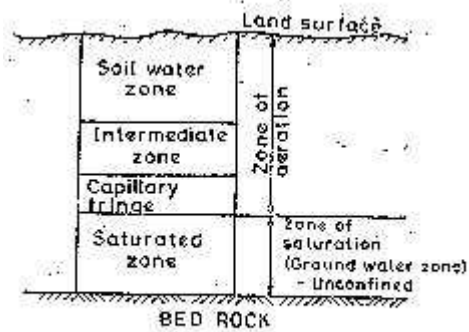 Land surface
Soil water
zone
Intermediate
zone
Capillary
fringe
Saturated
zone
Zone of
aeration
Zone of
saturation
(Ground water zone)
- Unconfined
BED ROCK